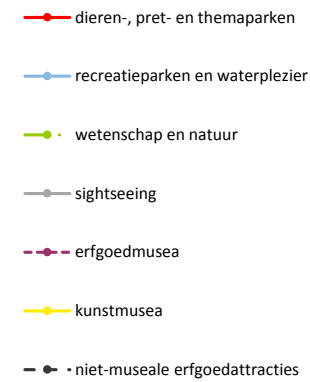 dieren-, pret- en themaparken
recreatieparken en waterplezier
wetenschap en natuur
sightseeing
erfgoedmusea
kunstmusea
niet-museale erfgoedattracties